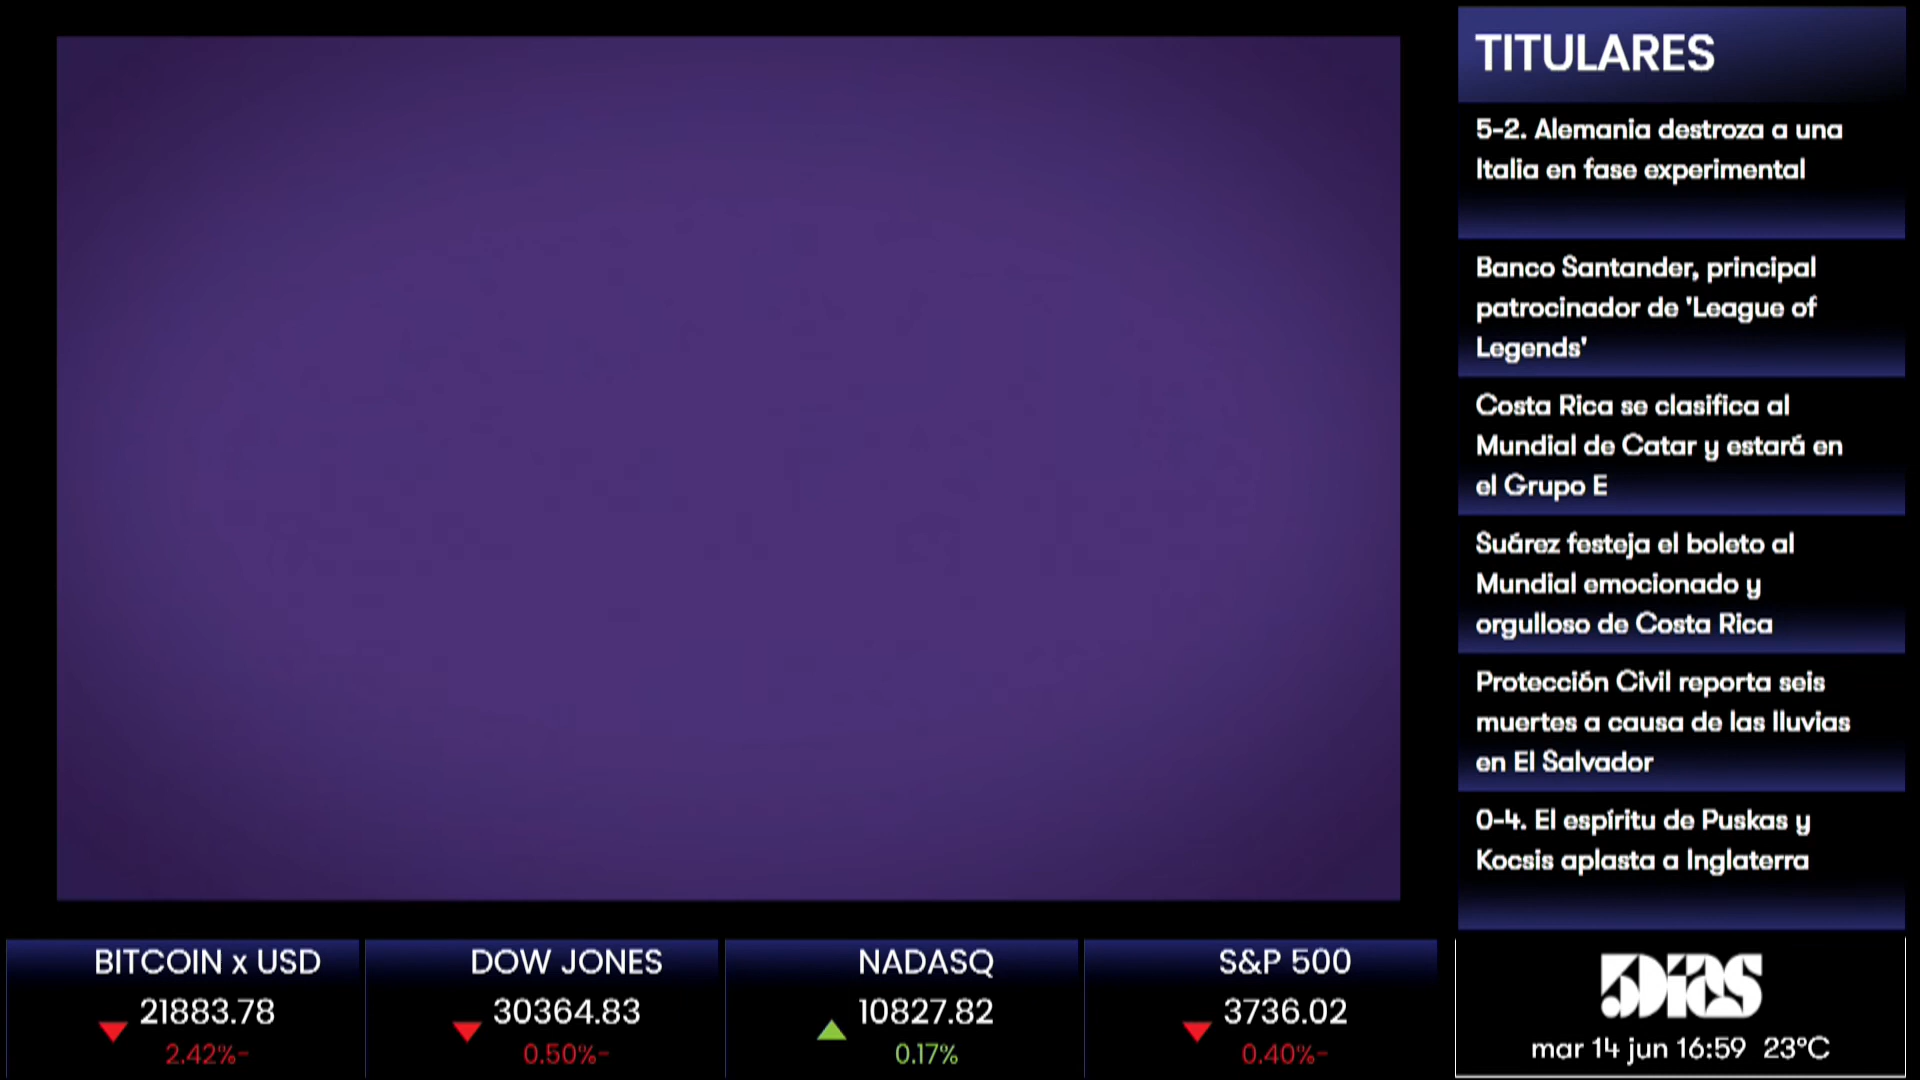 TITULARES
5-2. Alemania destroza a una
Italia en fase experimental
Banco Santander, principal
patrocinador de 'League of
Legends'
Costa Rica se clasifica al
Mundial de Catar y estará en
el Grupo E
Suárez festeja el boleto al
Mundial emocionado y
orgulloso de Costa Rica
Protección Civil reporta seis
muertes a causa de las lluvias
en El Salvador
0-4. El espíritu de Puskas y
Kocsis aplasta a Inglaterra
BITCOIN x USD
21883.78
2.42%-
DOW JONES
30364.83
0.50%-
NADASQ
10827.82
0.17%
S&P 500
3736.02
0.40%-
5Días
mar 14 jun 16:59 23°C